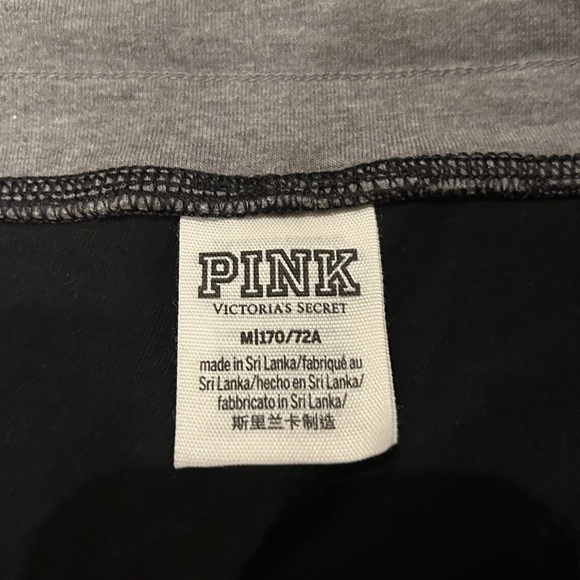 PINK
VICTORIA'S SECRET
M|170/72A
made in Sri Lanka/fabriqué au
Sri Lanka/hecho en Sri Lanka/
fabbricato in Sri Lanka/
斯里兰卡制造